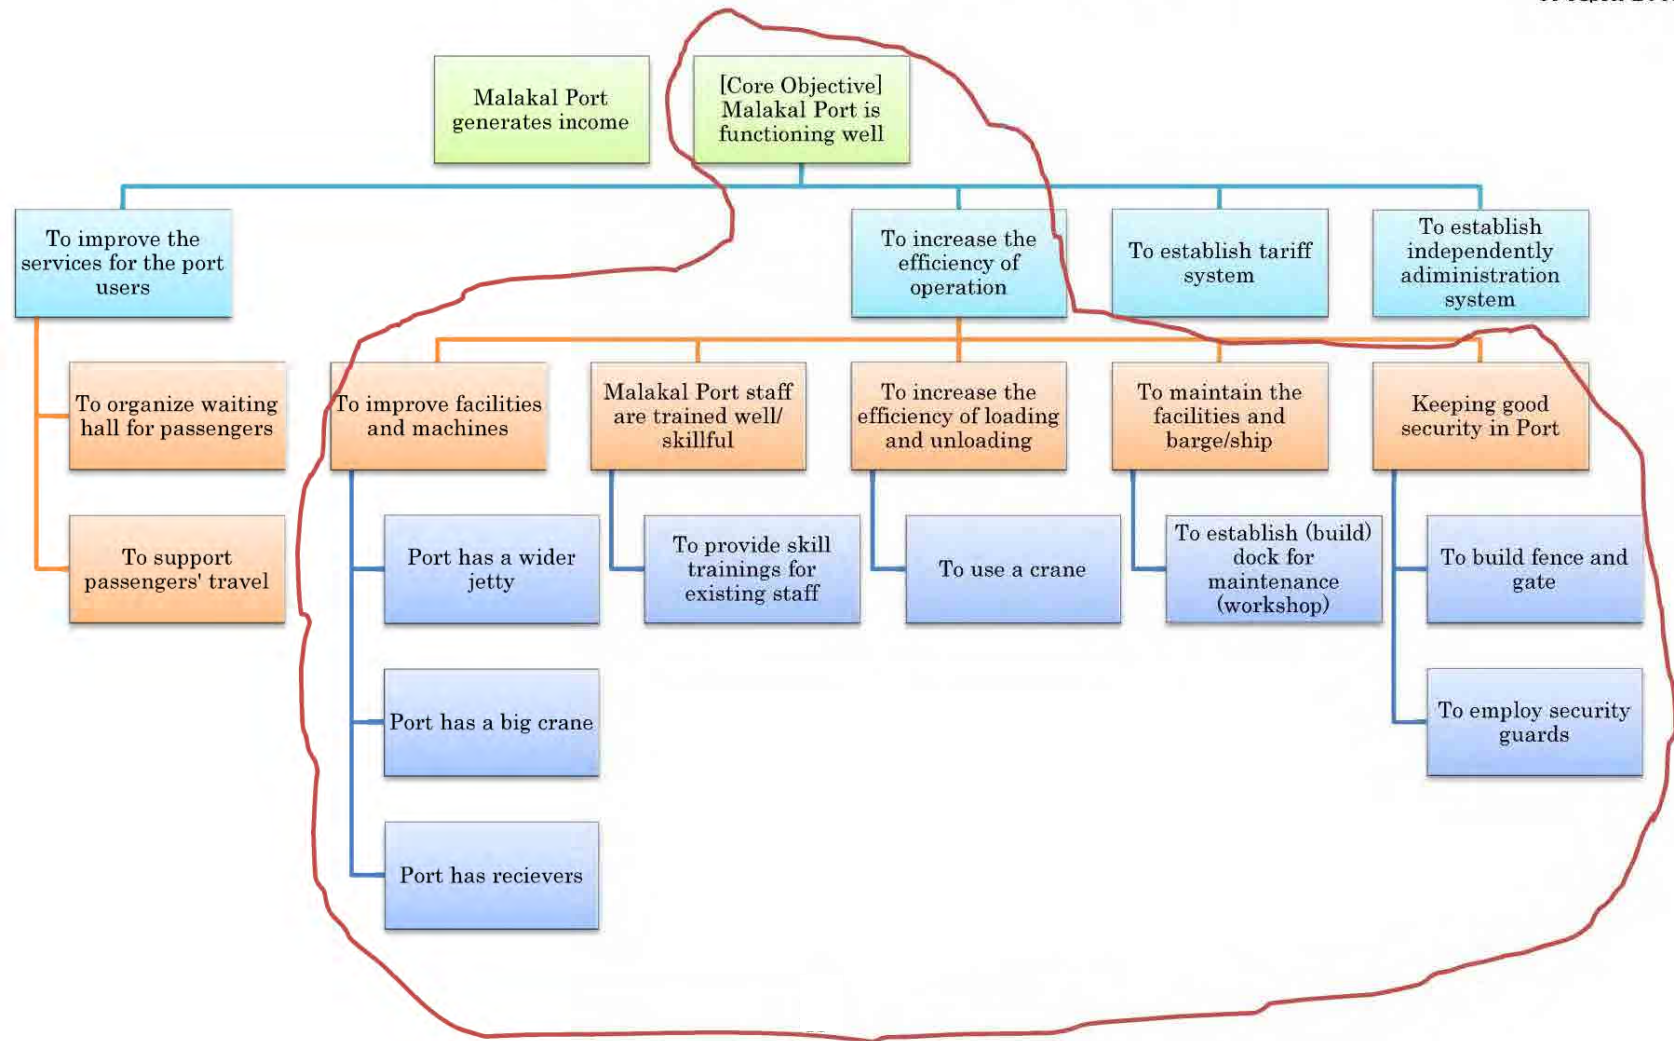 Malakal Port
generates income
[Core Objective]
Malakal Port is
functioning well
To improve the
services for the port
users
To increase the
efficiency of
operation
To establish tariff
system
To establish
independently
adiministration
system
To organize waiting
hall for passengers
To improve facilities
and machines
Malakal Port staff
are trained well/
skillful
To increase the
efficiency of loading
and unloading
To maintain the
facilities and
barge/ship
Keeping good
security in Port
To support
passengers' travel
Port has a wider
jetty
To provide skill
trainings for
existing staff
To use a crane
To establish (build)
dock for
maintenance
(workshop)
To build fence and
gate
Port has a big crane
To employ security
guards
Port has recievers